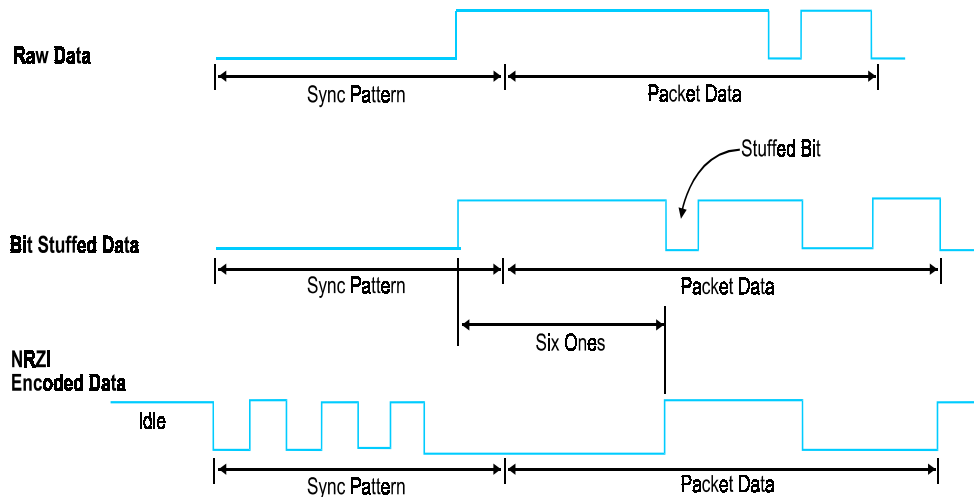 Raw Data
Sync Pattern
Packet Data
Stuffed Bit
Bit Stuffed Data
Sync Pattern
Packet Data
Six Ones
NRZI
Encoded Data
Idle
Sync Pattern
Packet Data